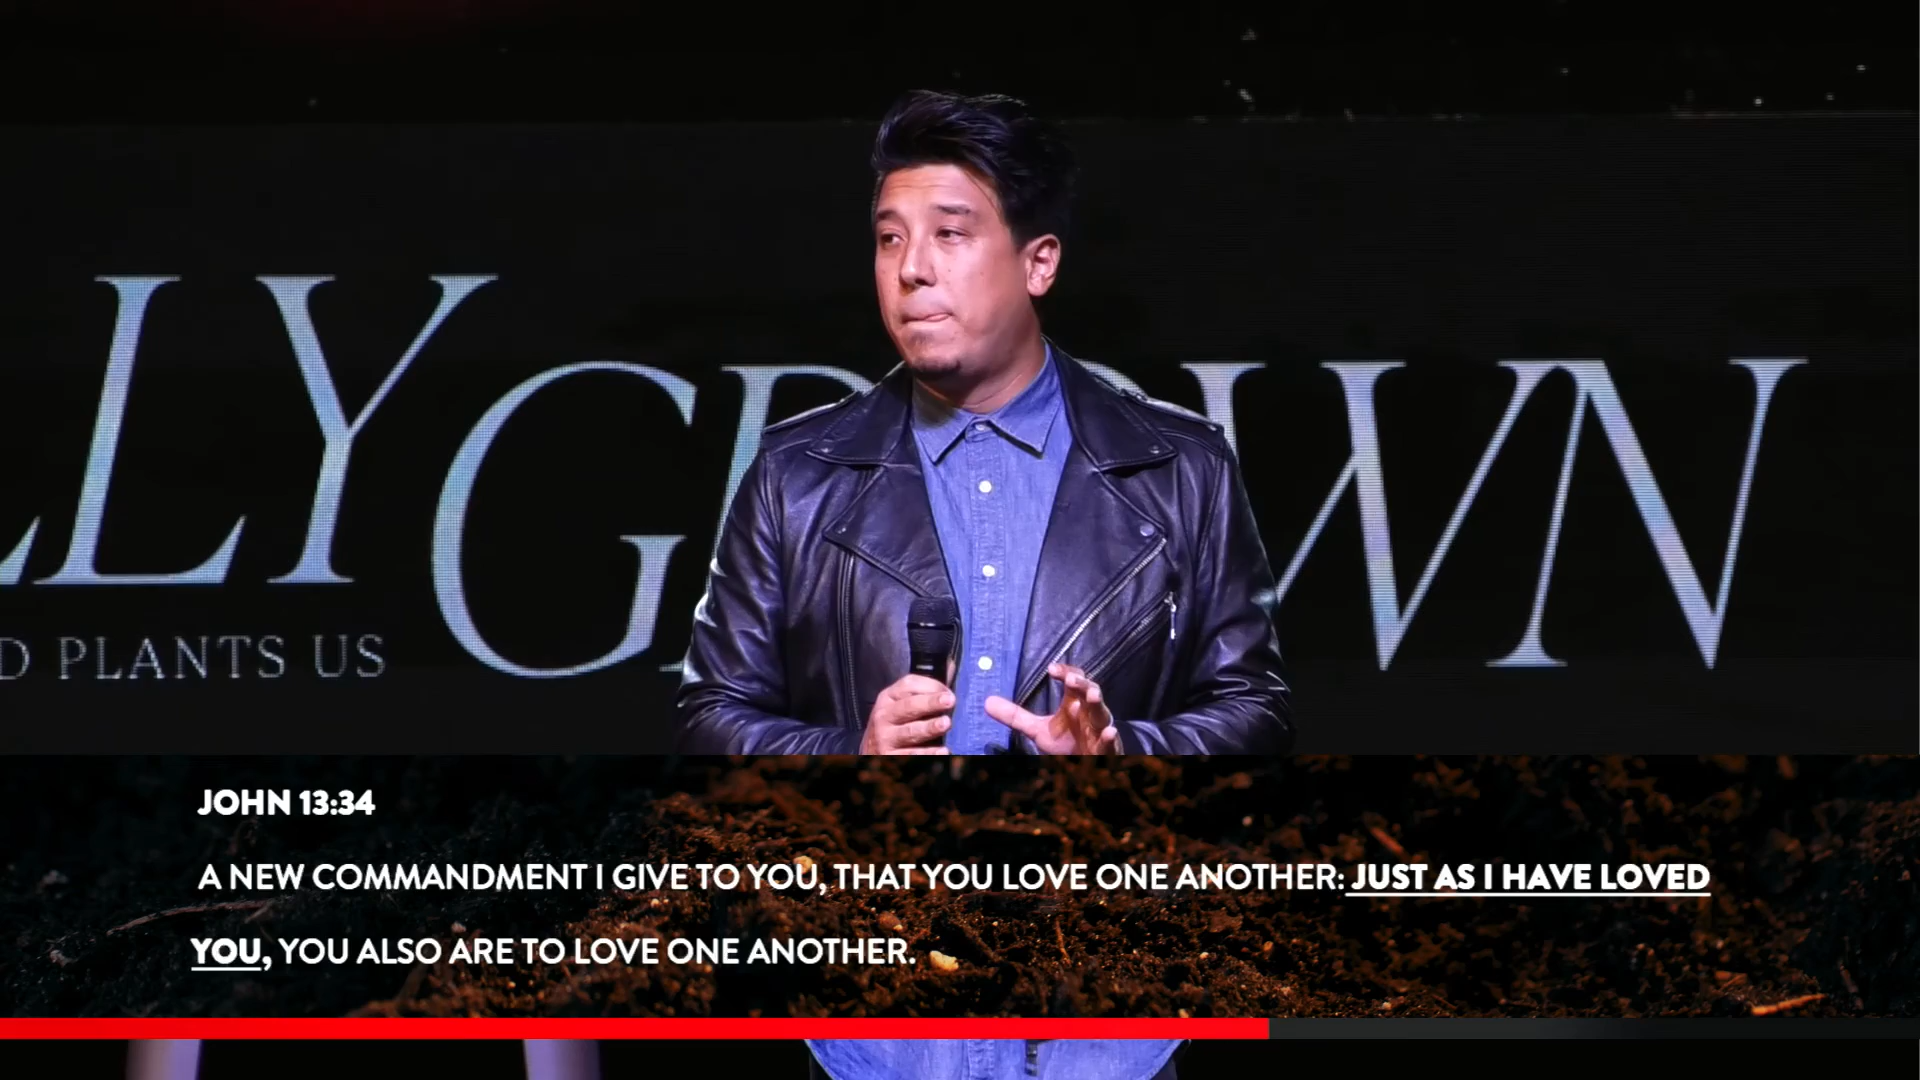 LLY
D PLANTS US
JOHN 13:34
A NEW COMMANDMENT I GIVE TO YOU, THAT YOU LOVE ONE ANOTHER: JUST AS I HAVE LOVED
YOU, YOU ALSO ARE TO LOVE ONE ANOTHER.